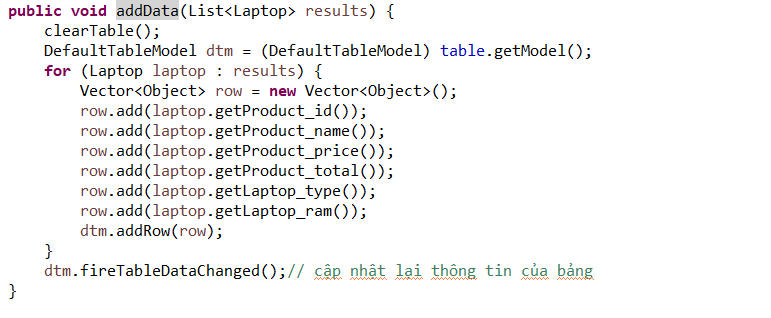 public void addData(List<Laptop> results) {
clearTable();
DefaultTableModel dtm = (DefaultTableModel) table.getModel();
for (Laptop laptop : results) {
Vector<Object> row = new Vector<Object>();
row.add(laptop.getProduct_id());
row.add(laptop.getProduct_name());
row.add(laptop.getProduct_price());
row.add(laptop.getProduct_total());
row.add(laptop.getLaptop_type());
row.add(laptop.getLaptop_ram());
dtm.addRow(row);
}
dtm.fireTableDataChanged();// cập nhật lại thông tin của bảng
}